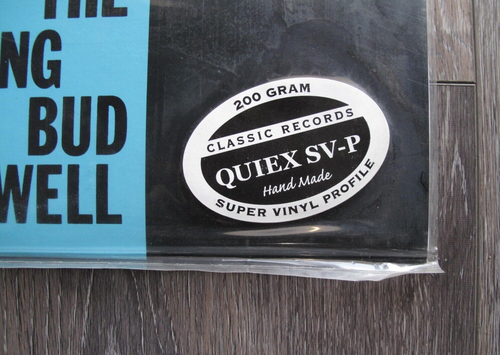 THE
NG
BUD
WELL
200 GRAM
CLASSIC RECORDS
QUIEX SV-P
Hand Made
SUPER VINYL PROFILE